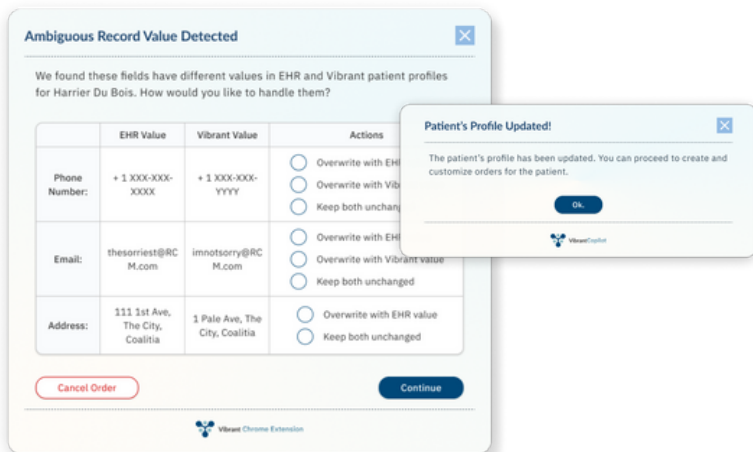 Ambiguous Record Value Detected
We found these fields have different values in EHR and Vibrant patient profiles
for Harrier Du Bois. How would you like to handle them?
EHR Value
Vibrant Value
Actions
Phone
Number:
+ 1 XXX-XXX-
XXXX
+ 1 XXX-XXX-
YYYY
Overwrite with EH
Overwrite with Vib
Keep both unchan
Email:
thesorriest@RC
M.com
imnotsorry@RC
M.com
Overwrite with EH
Overwrite with Vibrant value
Keep both unchanged
Address:
111 1st Ave,
The City,
Coalitia
1 Pale Ave, The
City, Coalitia
Overwrite with EHR value
Keep both unchanged
Cancel Order
Continue
Vibrant Chrome Extension
Patient's Profile Updated!
The patient's profile has been updated. You can proceed to create and
customize orders for the patient.
Ok.
VibrantCopilot